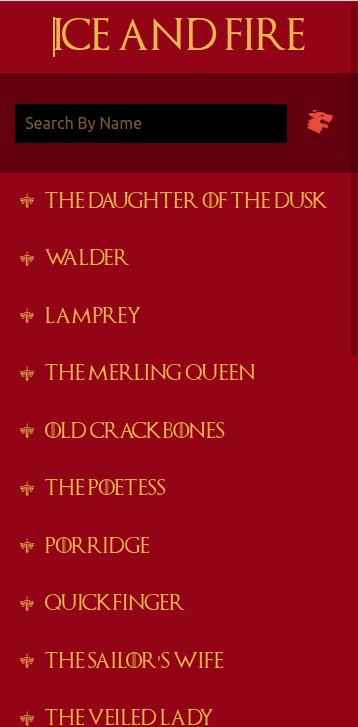 ICE AND FIRE
Search By Name
THE DAUGHTER OF THE DUSK
WALDER
LAMPREY
THE MERLING QUEEN
OLD CRACKBONES
THE POETESS
PORRIDGE
QUICKFINGER
THE SAILOR'S WIFE
THE VEILED LADY